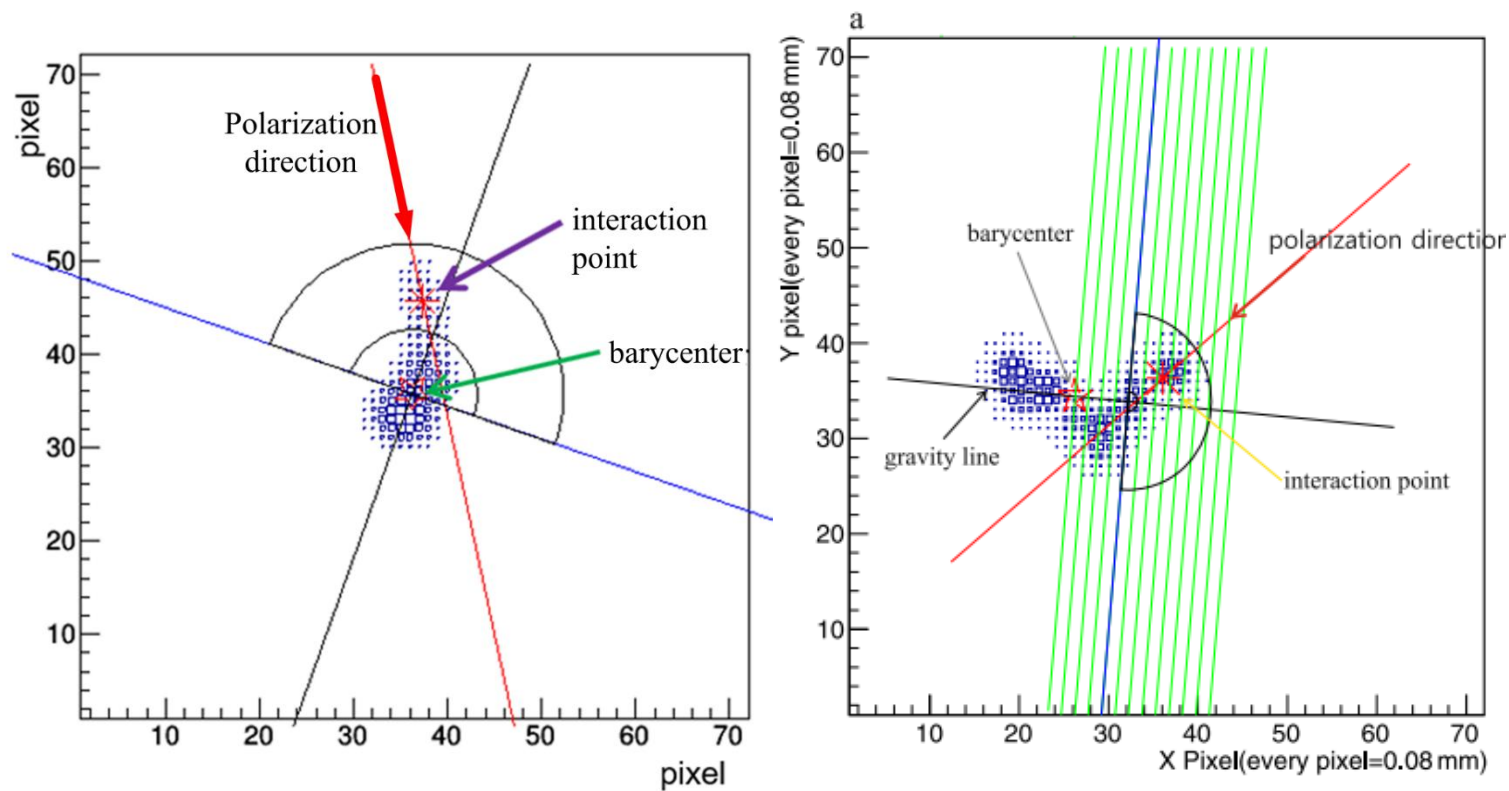 70
60
50
40
30
20
10
pixel
Polarization
direction
interaction
point
barycenter
10 20 30 40 50 60 70
pixel
a
70
60
50
40
30
20
10
Y pixel(every pixel=0.08 mm)
barycenter
polarization direction
gravity line
interaction point
10 20 30 40 50 60 70
X Pixel(every pixel=0.08 mm)